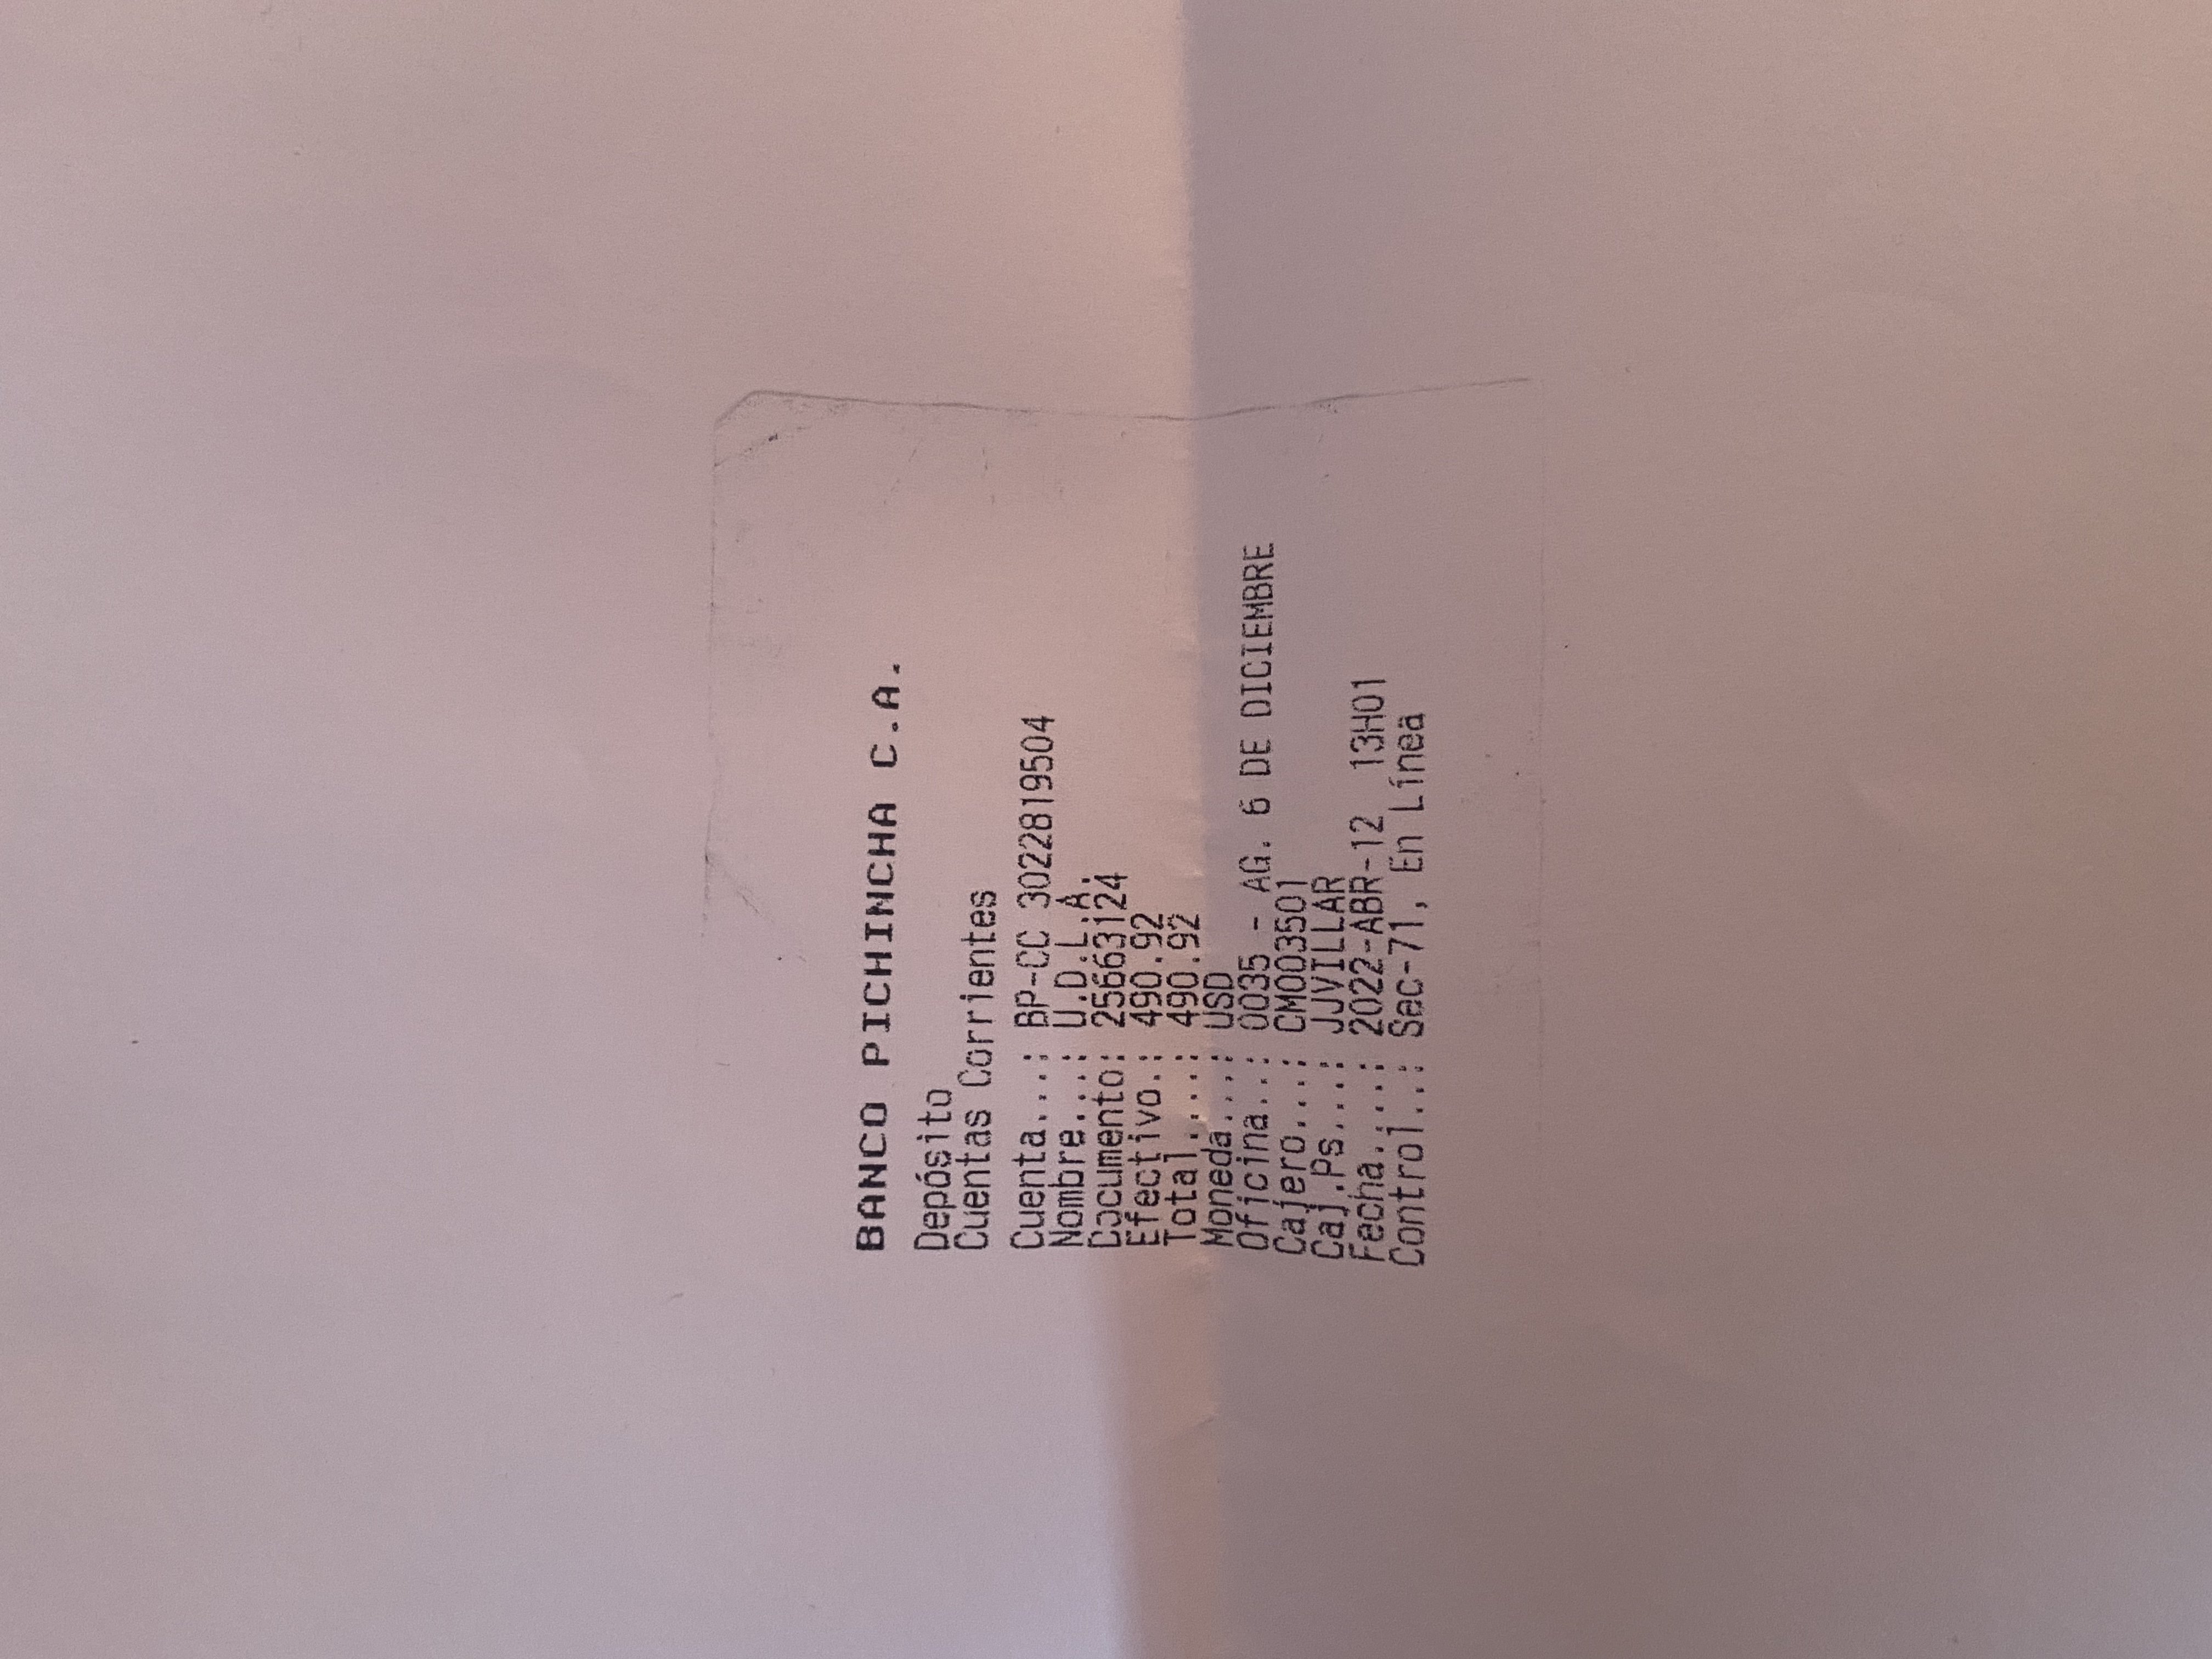 BANCO PICHINCHA C.A.
Depósito
Cuentas Corrientes
Cuenta...: BP-CC 3022819504
Nombre...: U.D.L.A.
Documento: 25663124
Efectivo.: 490.92
Total....: 490.92
Moneda...: USD
Oficina..: 0035 - AG. 6 DE DICIEMBRE
Cajero...: CM003501
Caj.Ps...: JJVILLAR
Fecha....: 2022-ABR-12 13H01
Control..: Sec-71, En Línea